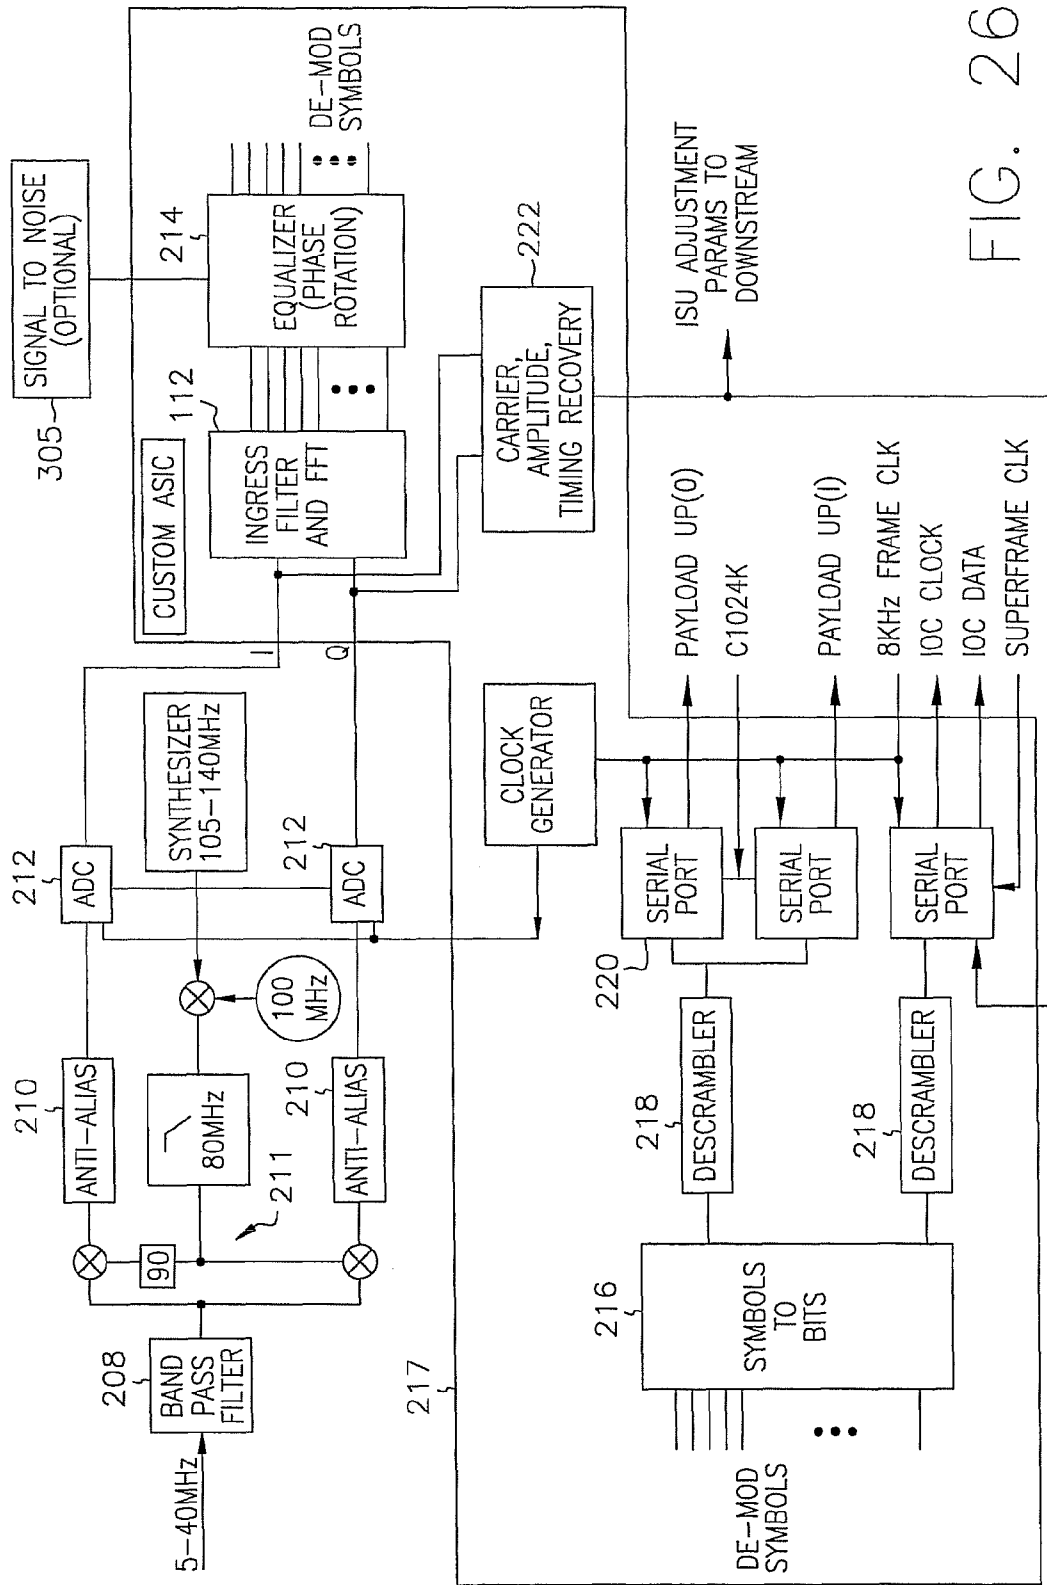 5-40MHz
208
BAND
PASS
FILTER
90
211
210
ANTI-ALIAS
80MHz
210
ANTI-ALIAS
100
MHz
212
ADC
SYNTHESIZER
105-140MHz
212
ADC
I
Q
CUSTOM ASIC
112
INGRESS
FILTER
AND FFT
214
EQUALIZER
(PHASE
ROTATION)
305
SIGNAL TO NOISE
(OPTIONAL)
DE-MOD
SYMBOLS
222
CARRIER,
AMPLITUDE,
TIMING RECOVERY
ISU ADJUSTMENT
PARAMS TO
DOWNSTREAM
217
CLOCK
GENERATOR
DE-MOD
SYMBOLS
216
SYMBOLS
TO
BITS
218
DESCRAMBLER
218
DESCRAMBLER
220
SERIAL
PORT
SERIAL
PORT
SERIAL
PORT
PAYLOAD UP(0)
C1024K
PAYLOAD UP(1)
8KHz FRAME CLK
IOC CLOCK
IOC DATA
SUPERFRAME CLK
FIG. 26